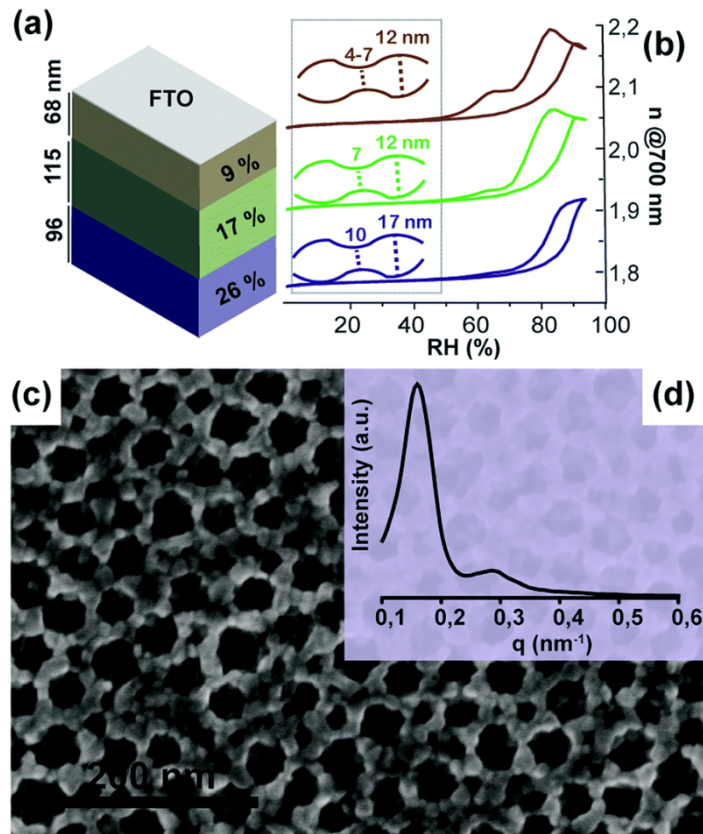 (a)
FTO
68 nm
115
96
9 %
17 %
26 %
(b)
4-7 12 nm
7 12 nm
10 17 nm
2,2
2,1
2,0
1,9
1,8
n @700 nm
20 40 60 80 100
RH (%)
(c)
200 nm
(d)
Intensity (a.u.)
0,1 0,2 0,3 0,4 0,5 0,6
q (nm⁻¹)